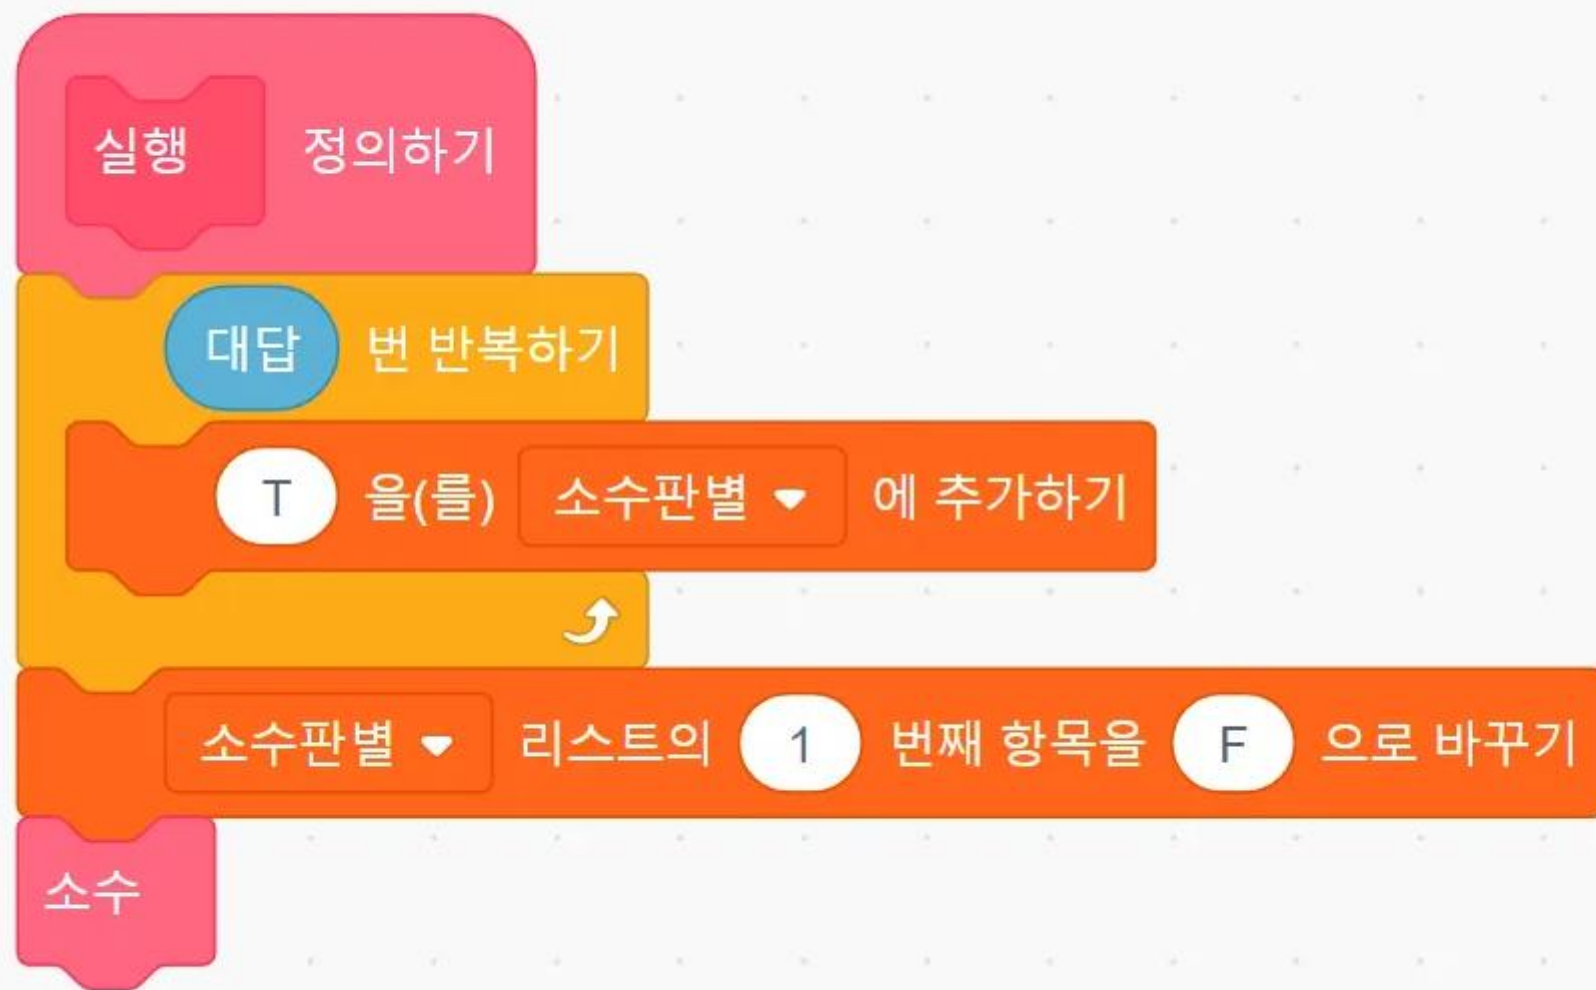 실행 정의하기
대답 번 반복하기
T 을(를) 소수판별 에 추가하기
소수판별 리스트의 1 번째 항목을 F 으로 바꾸기
소수